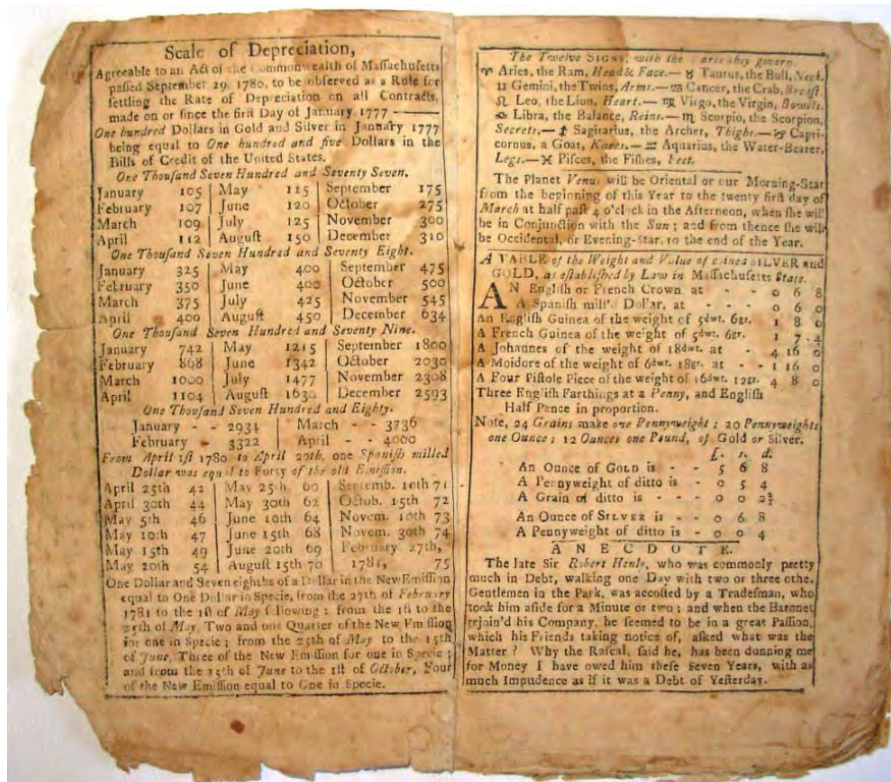 Scale of Depreciation,
Agreeable to an Act of the Commonwealth of Maſſachuſetts
paſſed September 29. 1780, to be obſerved as a Rule for
ſettling the Rate of Depreciation on all Contracts,
made on or ſince the firſt Day of January 1777
One hundred Dollars in Gold and Silver in January 1777
being equal to One hundred and five Dollars in the
Bills of Credit of the United States.
One Thouſand Seven Hundred and Seventy Seven.
January 105 May 115 September 175
February 107 June 120 October 275
March 109 July 125 November 300
April 112 Auguſt 150 December 310
One Thouſand Seven Hundred and Seventy Eight.
January 325 May 400 September 475
February 350 June 400 October 500
March 375 July 425 November 545
April 400 Auguſt 450 December 634
One Thouſand Seven Hundred and Seventy Nine.
January 742 May 1215 September 1800
February 868 June 1342 October 2030
March 1000 July 1477 November 2308
April 1104 Auguſt 1630 December 2593
One Thouſand Seven Hundred and Eighty.
January - - 2934 March - - 3736
February - 3322 April - - 4000
From April 1ſt 1780 to April 20th, one Spaniſh milled
Dollar was equal to Forty of the old Emiſſion.
April 25th 42 May 25th 60 Septemb. 10th 71
April 30th 44 May 30th 62 Octob. 15th 72
May 5th 46 June 10th 64 Novem. 10th 73
May 10th 47 June 15th 68 Novem. 30th 74
May 15th 49 June 20th 69 February 27th,
May 20th 54 Auguſt 15th 70 1781, 75
One Dollar and Seven eighths of a Dollar in the New Emiſſion
equal to One Dollar in Specie, from the 27th of February
1781 to the 1ſt of May following: from the 1ſt to the
25th of May, Two and one Quarter of the New Emiſſion
for one in Specie; from the 25th of May to the 15th
of June, Three of the New Emiſſion for one in Specie;
and from the 15th of June to the 1ſt of October, Four
of the New Emiſſion equal to One in Specie.
The Twelve SIGNS, with the Parts they govern.
♈ Aries, the Ram, Head & Face.— ♉ Taurus, the Bull, Neck.
♊ Gemini, the Twins, Arms.— ♋ Cancer, the Crab, Breaſt.
♌ Leo, the Lion, Heart.— ♍ Virgo, the Virgin, Bowels.
♎ Libra, the Balance, Reins.— ♏ Scorpio, the Scorpion,
Secrets.— ♐ Sagitarius, the Archer, Thighs.— ♑ Capri-
cornus, a Goat, Knees.— ♒ Aquarius, the Water-Bearer,
Legs.— ♓ Piſces, the Fiſhes, Feet.
The Planet Venus will be Oriental or our Morning-Star
from the beginning of this Year to the twenty firſt day of
March at half paſt 4 o'clock in the Afternoon, when ſhe will
be in Conjunction with the Sun; and from thence ſhe will
be Occidental, or Evening-Star, to the end of the Year.
A TABLE of the Weight and Value of coined SILVER and
GOLD, as eſtabliſhed by Law in Maſſachuſetts State.
AN Engliſh or French Crown, at - - 0 6 8
A Spaniſh mill'd Dollar, at - - 0 6 0
An Engliſh Guinea of the weight of 5dwt. 6gr. 1 8 0
A French Guinea of the weight of 5dwt. 6gr. 1 7 4
A Johannes of the weight of 18dwt. at - 4 16 0
A Moidore of the weight of 6dwt. 18gr. at - - 1 16 0
A Four Piſtole Piece of the weight of 16dwt. 12gr. 4 8 0
Three Engliſh Farthings at a Penny, and Engliſh
Half Pence in proportion.
Note, 24 Grains make one Pennyweight; 20 Pennyweights
one Ounce; 12 Ounces one Pound, of Gold or Silver.
£. s. d.
An Ounce of GOLD is - - 5 6 8
A Pennyweight of ditto is - 0 5 4
A Grain of ditto is - - - 0 0 2⅔
An Ounce of SILVER is - - 0 6 8
A Pennyweight of ditto is - 0 0 4
ANECDOTE.
The late Sir Robert Henle, who was commonly pretty
much in Debt, walking one Day with two or three othe.
Gentlemen in the Park, was accoſted by a Tradeſman, who
took him aſide for a Minute or two; and when the Baronet
rejoin'd his Company, he ſeemed to be in a great Paſſion,
which his Friends taking notice of, aſked what was the
Matter? Why the Raſcal, ſaid he, has been dunning me
for Money I have owed him theſe Seven Years, with as
much Impudence as if it was a Debt of Yeſterday.